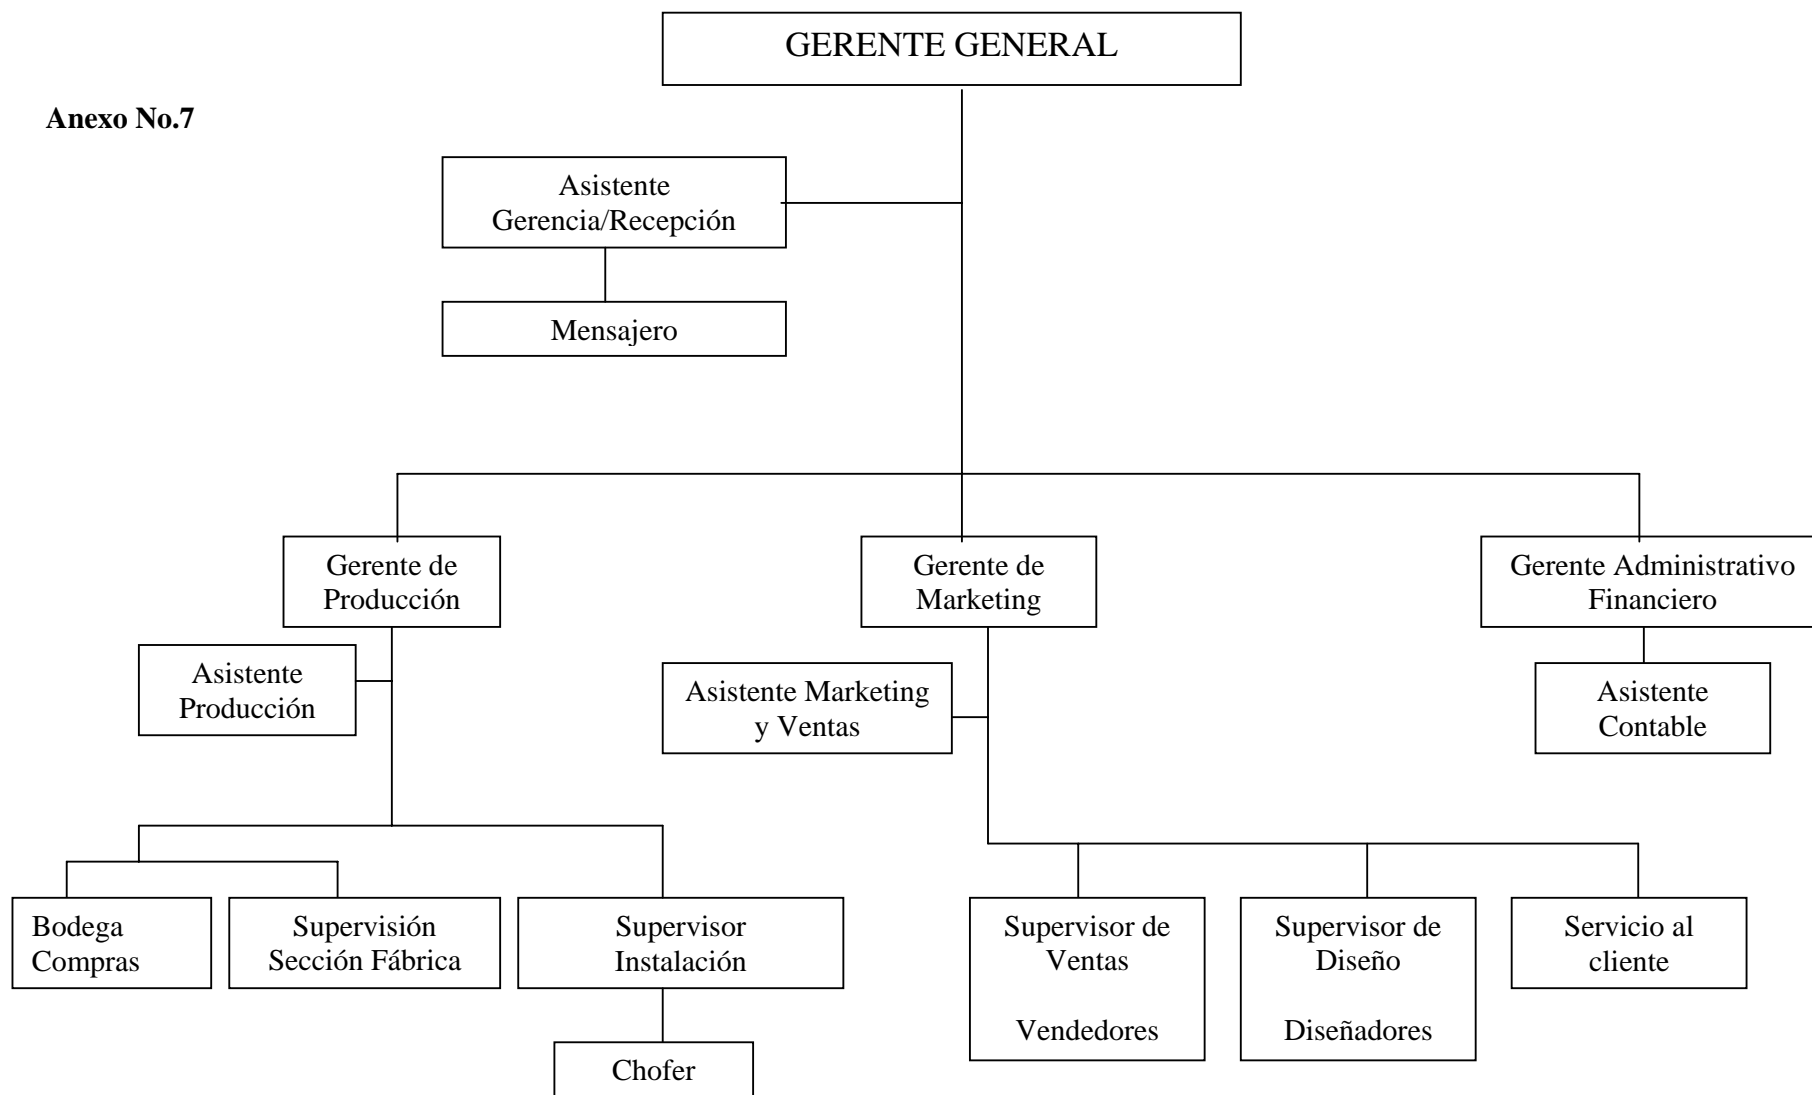 GERENTE GENERAL
Anexo No.7
Asistente
Gerencia/Recepción
Mensajero
Gerente de
Producción
Gerente de
Marketing
Gerente Administrativo
Financiero
Asistente
Producción
Asistente Marketing
y Ventas
Asistente
Contable
Bodega
Compras
Supervisión
Sección Fábrica
Supervisor
Instalación
Supervisor de
Ventas
Vendedores
Supervisor de
Diseño
Diseñadores
Servicio al
cliente
Chofer